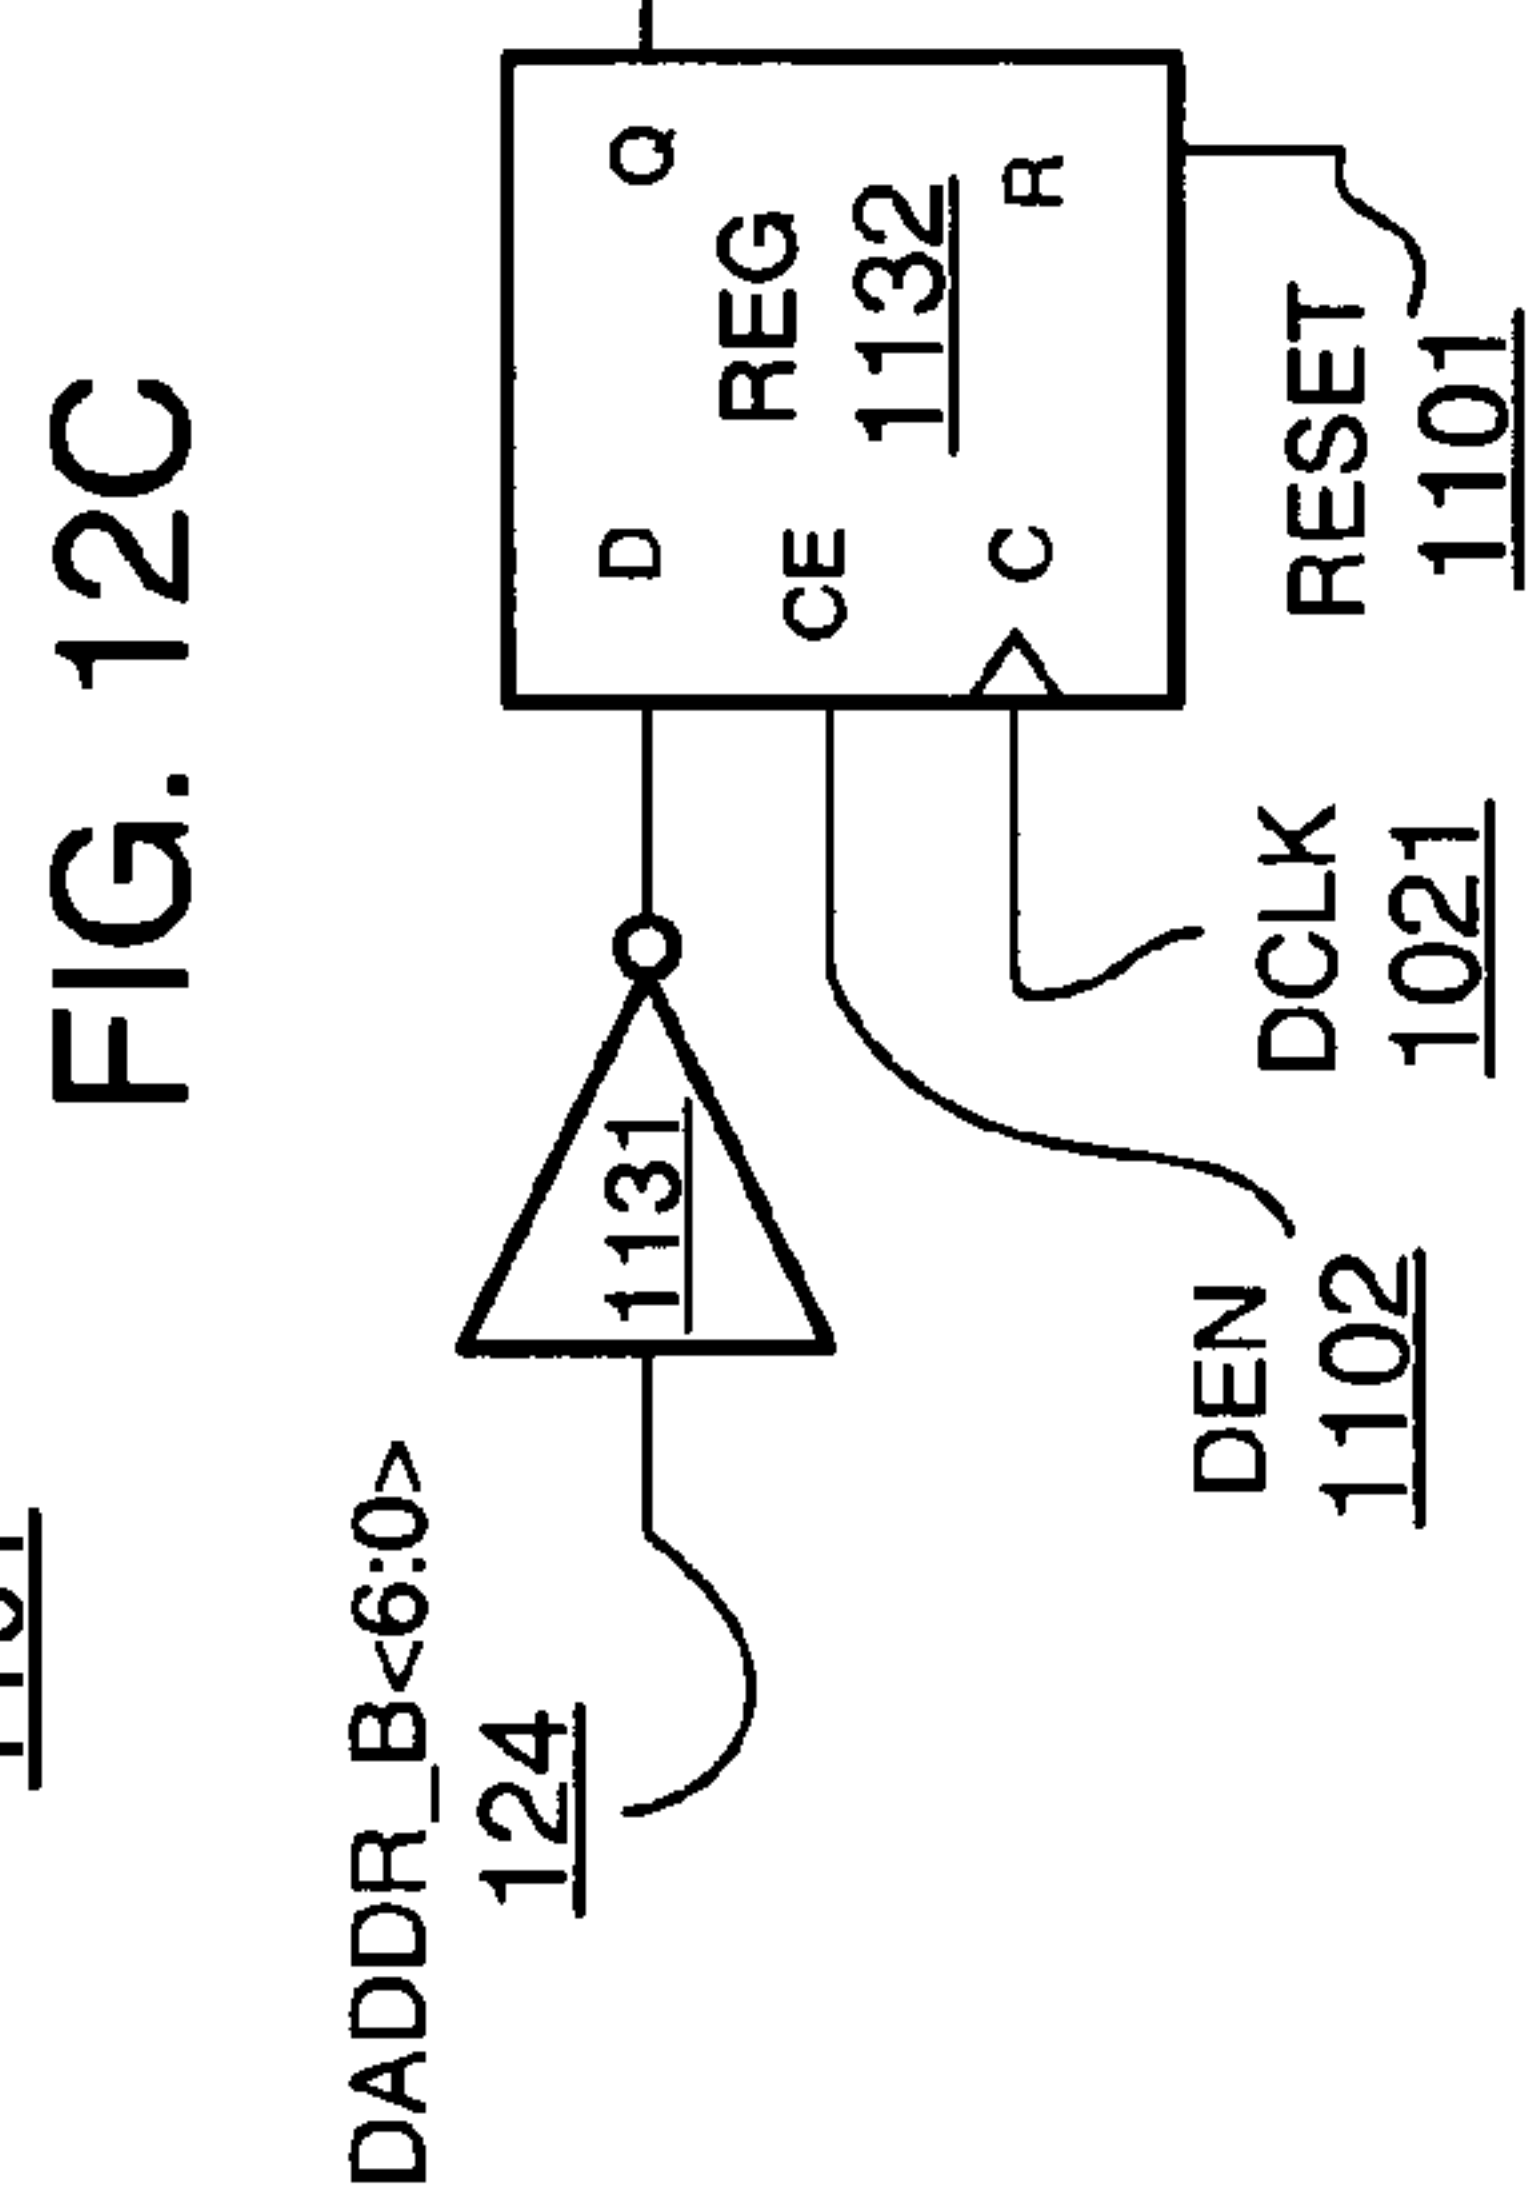 FIG. 12C
DADDR_B<6:0>
124
1131
D
Q
REG
1132
CE
C
R
DEN
1102
DCLK
1021
RESET
1101